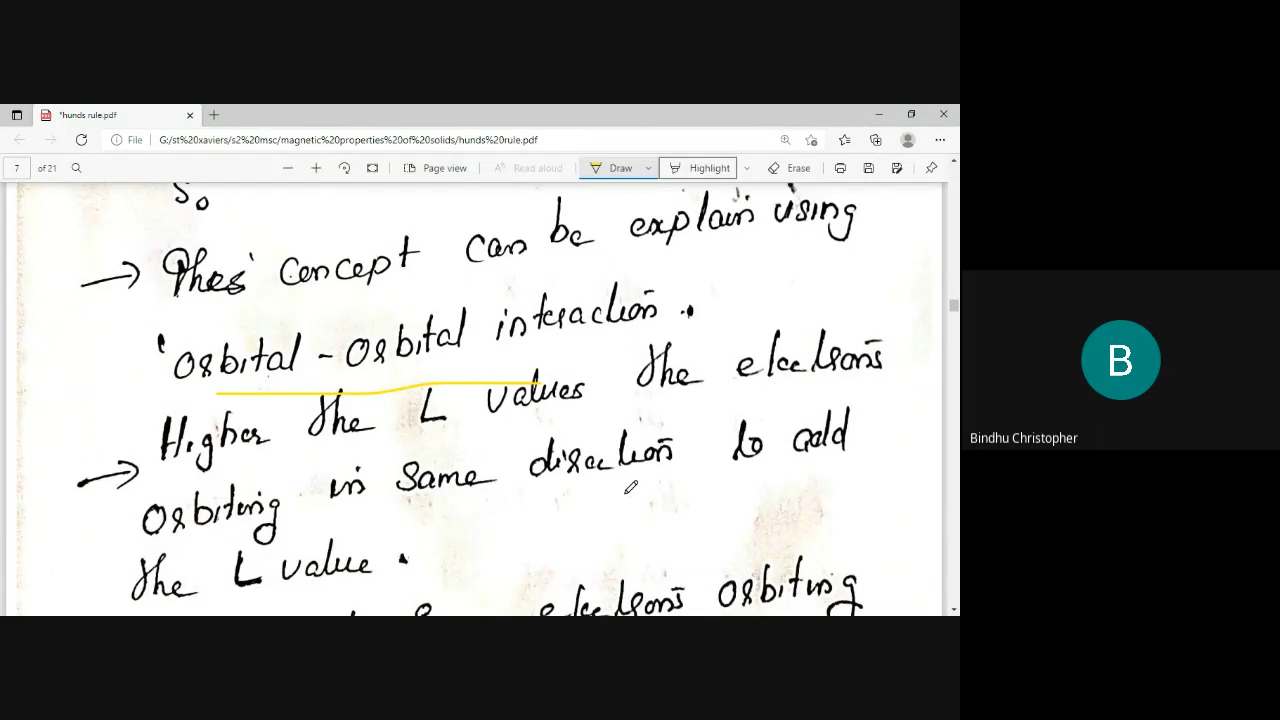 *hunds rule.pdf
File
G:/st%20xaviers/s2%20msc/magnetic%20properties%20of%20solids/hunds%20rule.pdf
7 of 21
Page view
Read aloud
Draw
Highlight
Erase
So
→ Thes concept can be explain using
'Orbital - Orbital interaction.
→ Higher the L values the electrons
Orbiting in same direction to add
the L value.
electrons orbiting
B
Bindhu Christopher